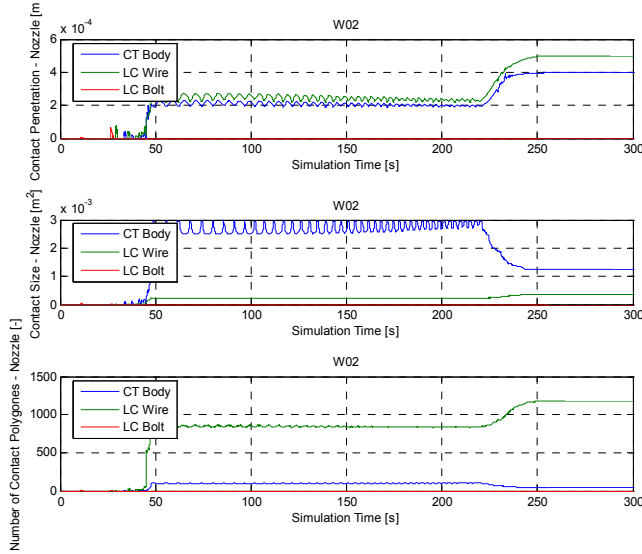 W02
x 10⁻⁴
Contact Penetration - Nozzle [m
6
4
2
0
CT Body
LC Wire
LC Bolt
0 50 100 150 200 250 300
Simulation Time [s]
W02
x 10⁻³
Contact Size - Nozzle [m²]
3
2
1
0
CT Body
LC Wire
LC Bolt
0 50 100 150 200 250 300
Simulation Time [s]
W02
Number of Contact Polygones - Nozzle [-]
1500
1000
500
0
CT Body
LC Wire
LC Bolt
0 50 100 150 200 250 300
Simulation Time [s]